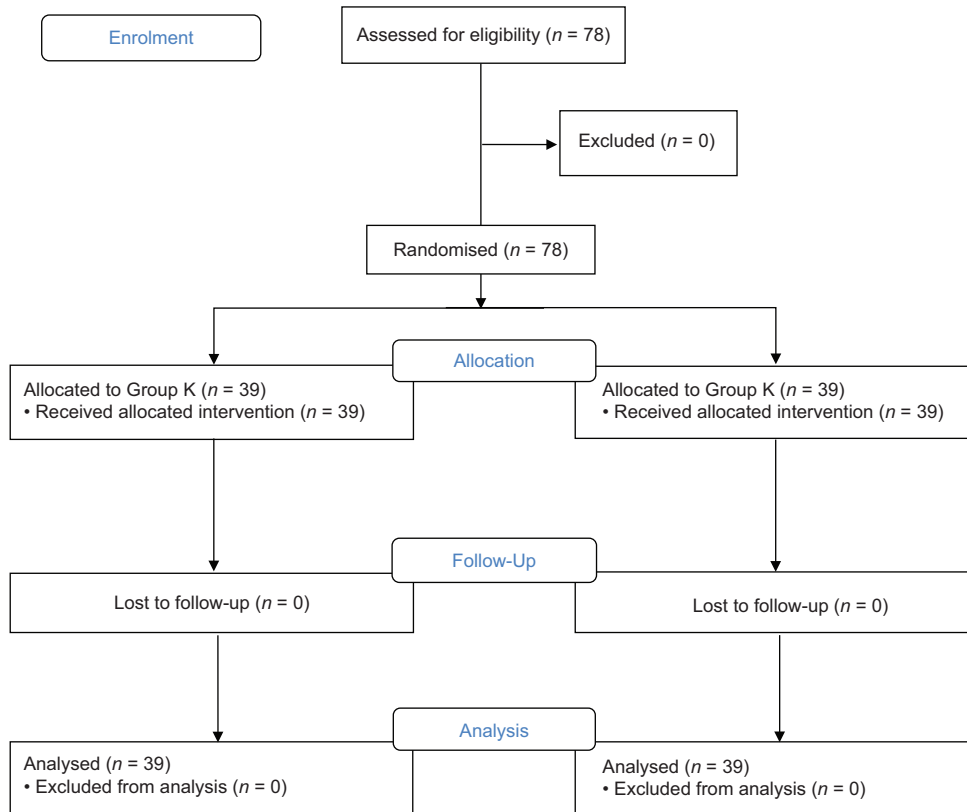 Enrolment
Assessed for eligibility (n = 78)
Excluded (n = 0)
Randomised (n = 78)
Allocation
Allocated to Group K (n = 39)
• Received allocated intervention (n = 39)
Allocated to Group K (n = 39)
• Received allocated intervention (n = 39)
Follow-Up
Lost to follow-up (n = 0)
Lost to follow-up (n = 0)
Analysis
Analysed (n = 39)
• Excluded from analysis (n = 0)
Analysed (n = 39)
• Excluded from analysis (n = 0)